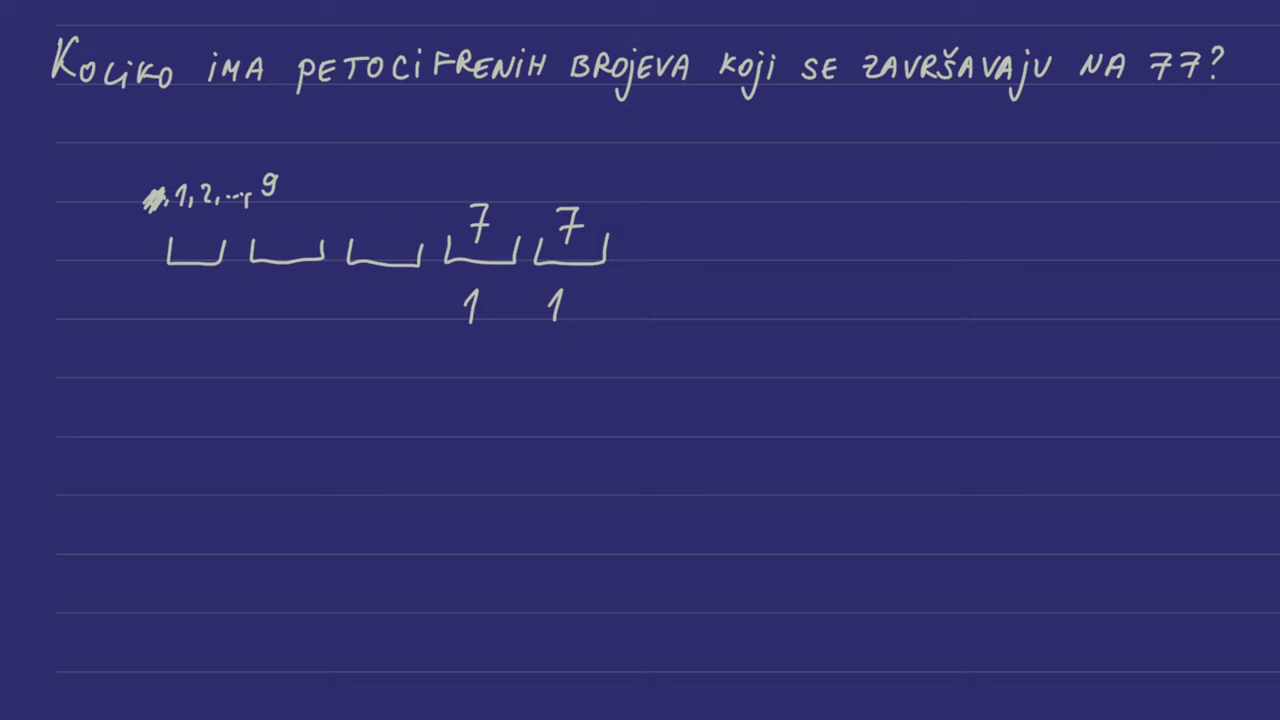 KOLIKO IMA PETOCIFRENIH BROJEVA KOJI SE ZAVRŠAVAJU NA 77?
, 1, 2, ..., 9
7 7
1 1